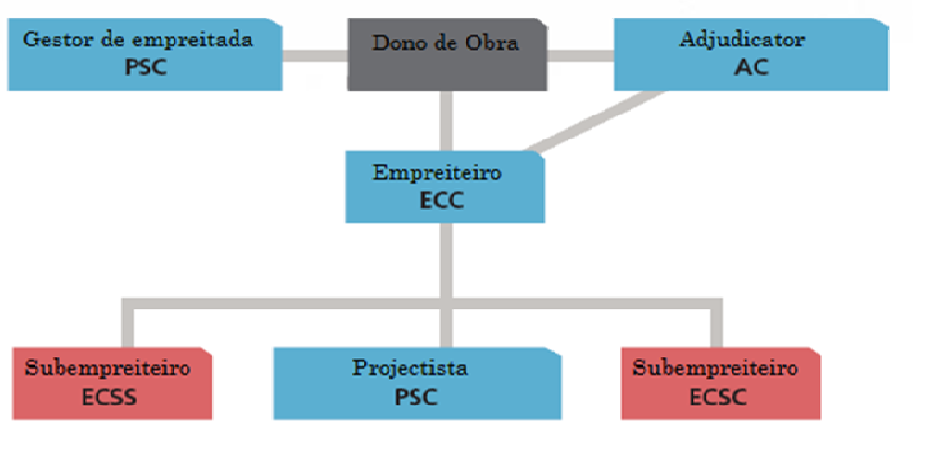 Gestor de empreitada
PSC
Dono de Obra
Adjudicator
AC
Empreiteiro
ECC
Subempreiteiro
ECSS
Projectista
PSC
Subempreiteiro
ECSC